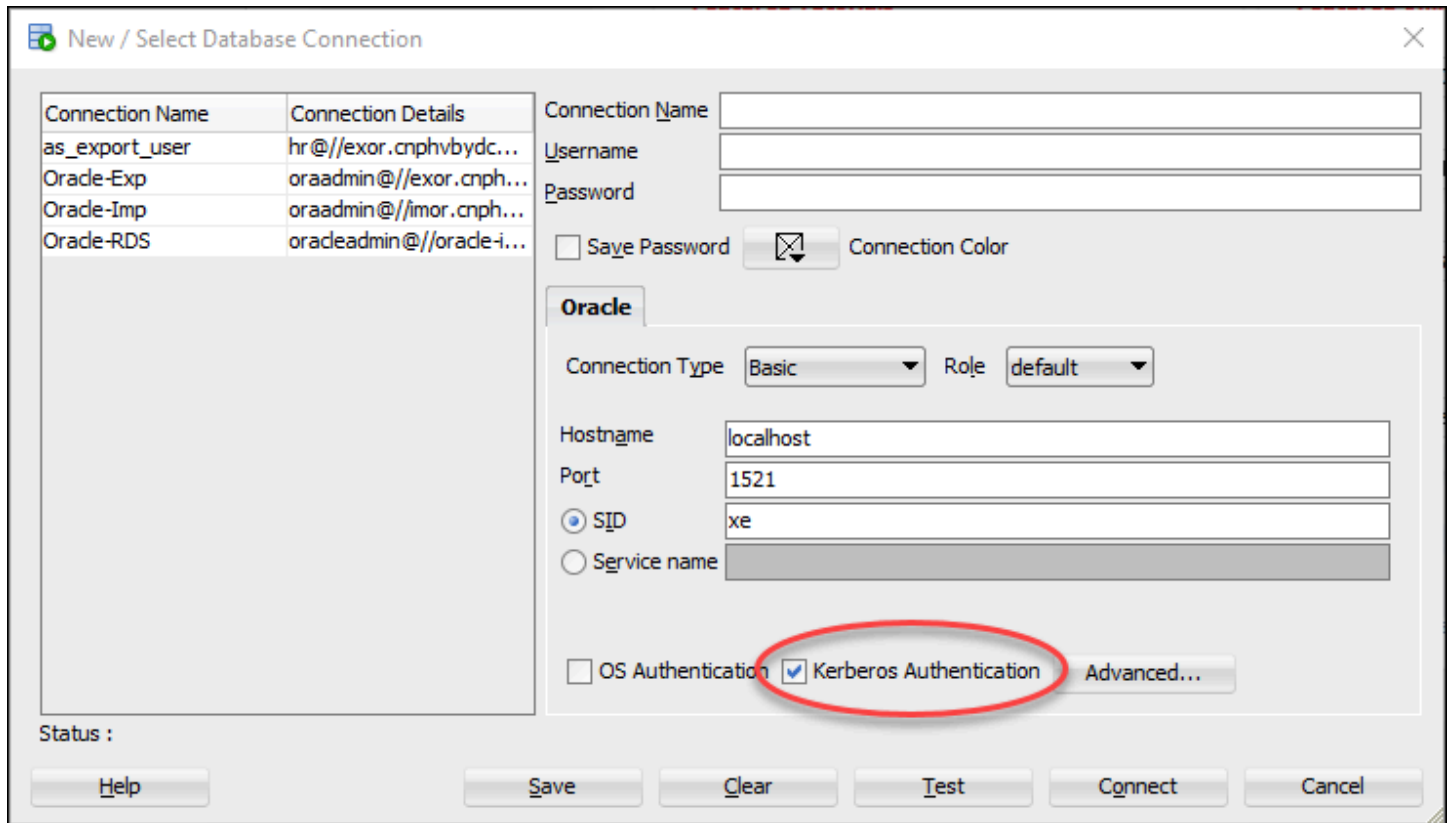 New / Select Database Connection
Connection Name Connection Details
as_export_user hr@//exor.cnphvbydc...
Oracle-Exp oraadmin@//exor.cnph...
Oracle-Imp oraadmin@//imor.cnph...
Oracle-RDS oracleadmin@//oracle-i...
Connection Name
Username
Password
Save Password Connection Color
Oracle
Connection Type Basic Role default
Hostname localhost
Port 1521
SID xe
Service name
OS Authentication Kerberos Authentication Advanced...
Status :
Help Save Clear Test Connect Cancel